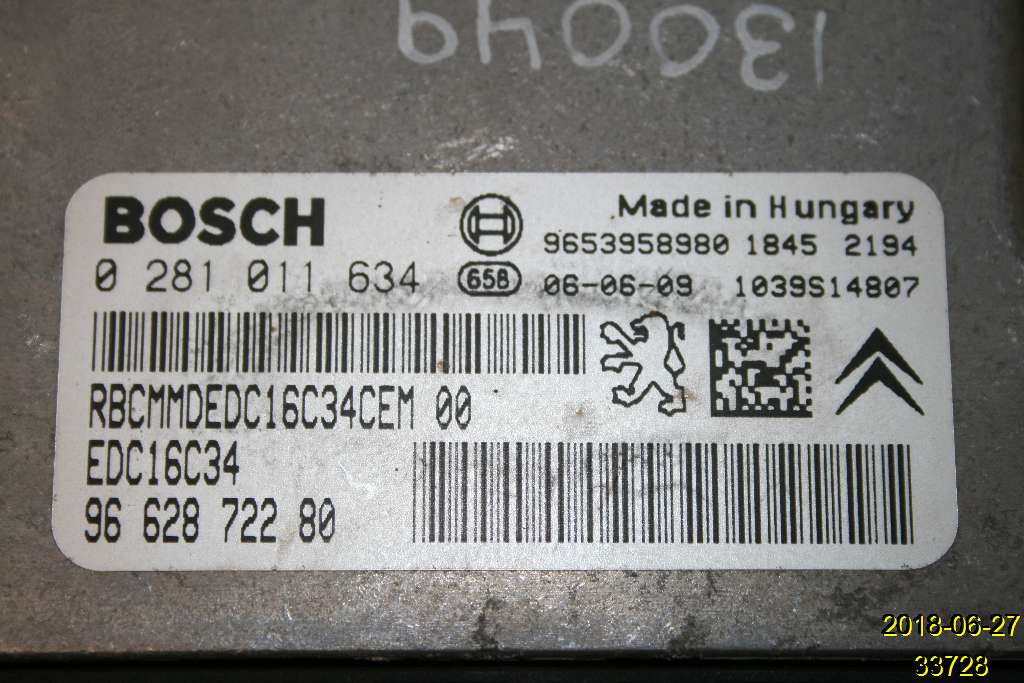 130049
BOSCH
Made in Hungary
9653958980 1845 2194
0 281 011 634
658
06-06-09 1039S14807
RBCMMDEDC16C34CEM 00
EDC16C34
96 628 722 80
2018-06-27
33728